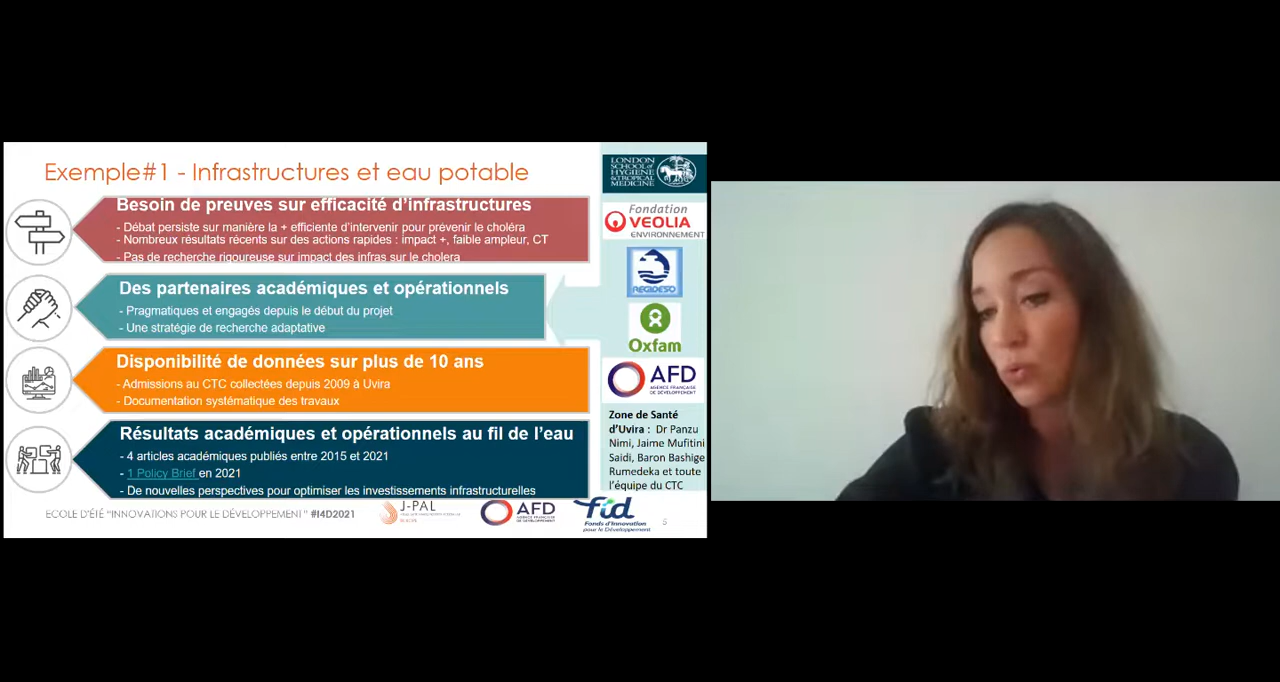 Exemple#1 - Infrastructures et eau potable
Besoin de preuves sur efficacité d'infrastructures
- Débat persiste sur manière la + efficiente d'intervenir pour prévenir le choléra
- Nombreux résultats récents sur des actions rapides : impact +, faible ampleur, CT
- Pas de recherche rigoureuse sur impact des infras sur le cholera
Des partenaires académiques et opérationnels
- Pragmatiques et engagés depuis le début du projet
- Une stratégie de recherche adaptative
Disponibilité de données sur plus de 10 ans
- Admissions au CTC collectées depuis 2009 à Uvira
- Documentation systématique des travaux
Résultats académiques et opérationnels au fil de l'eau
- 4 articles académiques publiés entre 2015 et 2021
- 1 Policy Brief en 2021
- De nouvelles perspectives pour optimiser les investissements infrastructurelles
LONDON
SCHOOL of
HYGIENE
&TROPICAL
MEDICINE
Fondation
VEOLIA
ENVIRONNEMENT
REGIDESO
Oxfam
AFD
AGENCE FRANÇAISE
DE DÉVELOPPEMENT
Zone de Santé
d'Uvira : Dr Panzu
Nimi, Jaime Mufitini
Saidi, Baron Bashige
Rumedeka et toute
l'équipe du CTC
ECOLE D'ÉTÉ "INNOVATIONS POUR LE DÉVELOPPEMENT" #I4D2021
J-PAL
AFD
AGENCE FRANÇAISE
DE DÉVELOPPEMENT
fid
Fonds d'Innovation
pour le Développement
5